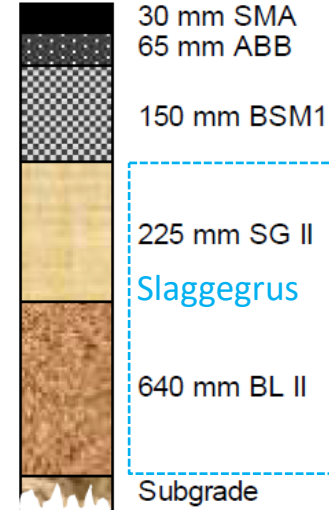 30 mm SMA
65 mm ABB
150 mm BSM1
225 mm SG II
Slaggegrus
640 mm BL II
Subgrade